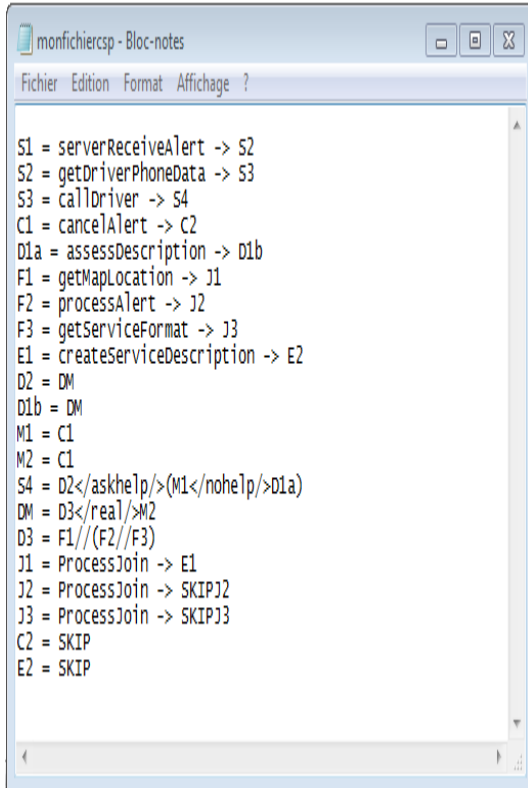 monfichiercsp - Bloc-notes
Fichier Edition Format Affichage ?
S1 = serverReceiveAlert -> S2
S2 = getDriverPhoneData -> S3
S3 = callDriver -> S4
C1 = cancelAlert -> C2
D1a = assessDescription -> D1b
F1 = getMapLocation -> J1
F2 = processAlert -> J2
F3 = getServiceFormat -> J3
E1 = createServiceDescription -> E2
D2 = DM
D1b = DM
M1 = C1
M2 = C1
S4 = D2</askhelp/>(M1</nohelp/>D1a)
DM = D3</real/>M2
D3 = F1//(F2//F3)
J1 = ProcessJoin -> E1
J2 = ProcessJoin -> SKIPJ2
J3 = ProcessJoin -> SKIPJ3
C2 = SKIP
E2 = SKIP